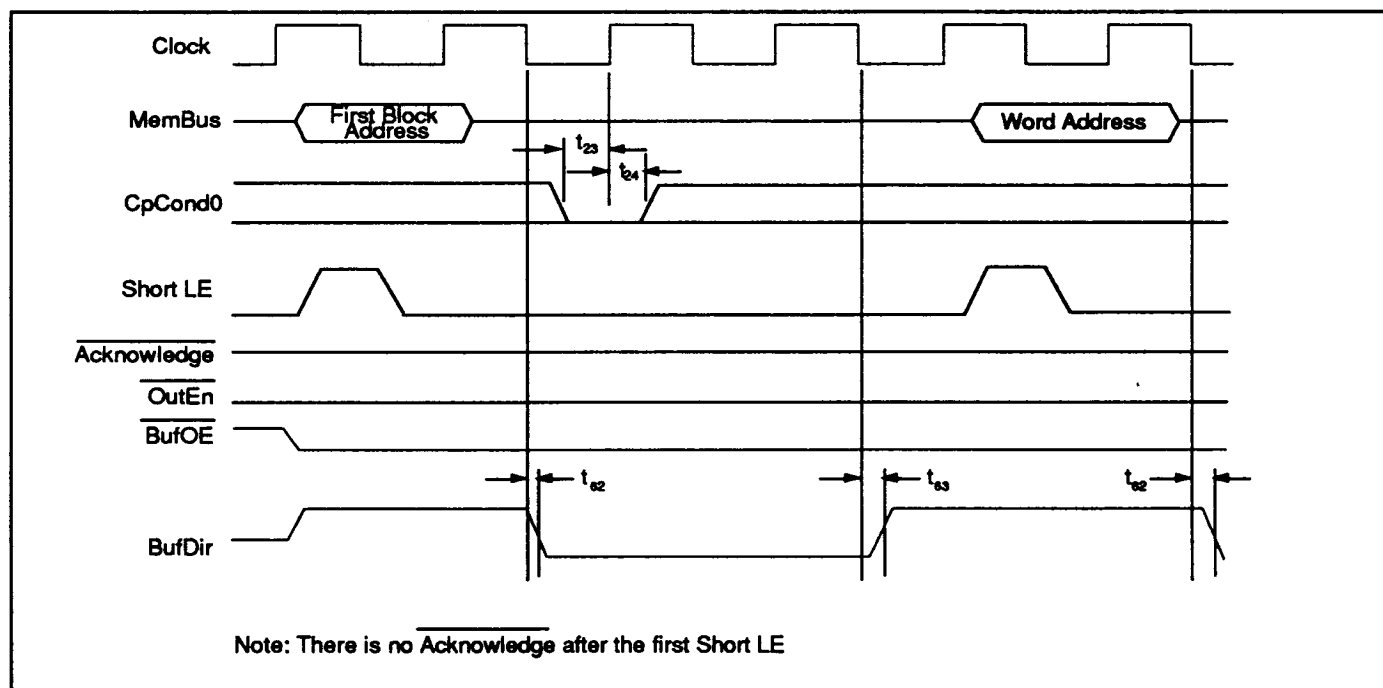 Clock
MemBus
First Block
Address
Word Address
t23
t24
CpCond0
Short LE
Acknowledge
OutEn
BufOE
t62
t63
t62
BufDir
Note: There is no Acknowledge after the first Short LE